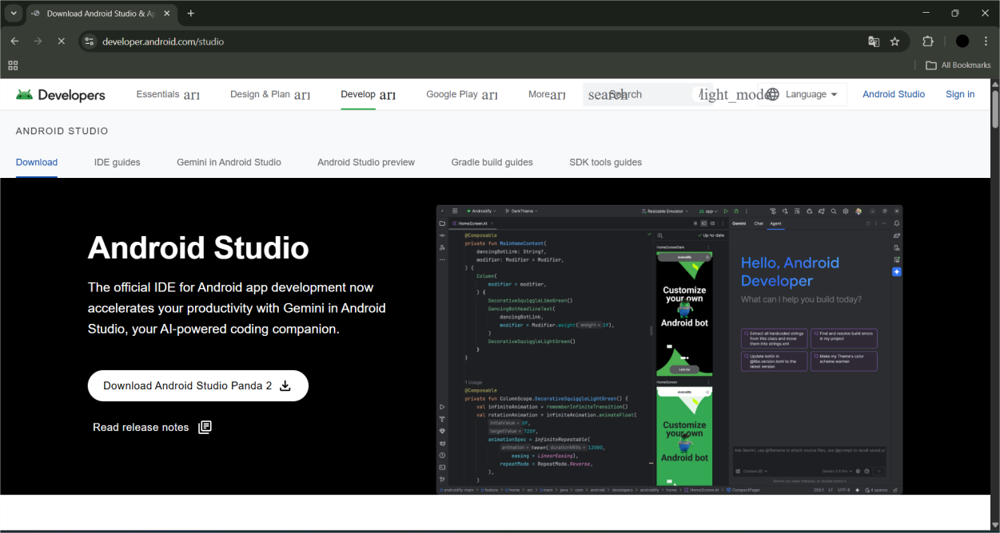 Download Android Studio & Ap
developer.android.com/studio
All Bookmarks
Developers
Essentials arı
Design & Plan arı
Develop arı
Google Play arı
More arı
search Search
/
light_mode
Language
Android Studio
Sign in
ANDROID STUDIO
Download
IDE guides
Gemini in Android Studio
Android Studio preview
Gradle build guides
SDK tools guides
Android Studio
The official IDE for Android app development now
accelerates your productivity with Gemini in Android
Studio, your AI-powered coding companion.
Download Android Studio Panda 2
Read release notes
Androidify
DarkTheme
Resizable Emulator
app
HomeScreen.kt
@Composable
private fun MainHomeContent(
dancingBotLink: String?,
modifier: Modifier = Modifier,
) {
Column(
modifier = modifier,
) {
DecorativeSquiggleLimeGreen()
DancingBotHeadlineText(
dancingBotLink,
modifier = Modifier.weight( weight = 1f),
)
DecorativeSquiggleLightGreen()
}
}
1 Usage
@Composable
private fun ColumnScope.DecorativeSquiggleLightGreen() {
val infiniteAnimation = rememberInfiniteTransition()
val rotationAnimation = infiniteAnimation.animateFloat(
initialValue = 0f,
targetValue = 720f,
animationSpec = infiniteRepeatable(
animation = tween( durationMillis = 12000,
easing = LinearEasing),
repeatMode = RepeatMode.Reverse,
),
)
Up-to-date
HomeScreenDark
Androidify
Customize
your own
Android bot
Let's Go
HomeScreen
Androidify
Customize
your own
Android bot
Gemini
Chat
Agent
Hello, Android
Developer
What can I help you build today?
Extract all hardcoded strings
from this class and move
them into strings.xml
Find and resolve build errors
in my project
Update kotlin in
@libs.version.toml to the
latest version
Make my Theme's color
scheme warmer
Ask Gemini, use @filename to attach source files, use @prompt to recall saved pr
Gemini can make mistakes, so double-check it
androidify-main > feature > home > src > main > java > com > android > developers > androidify > home > HomeScreen.kt > CompactPager
255:1 LF UTF-8 4 spaces